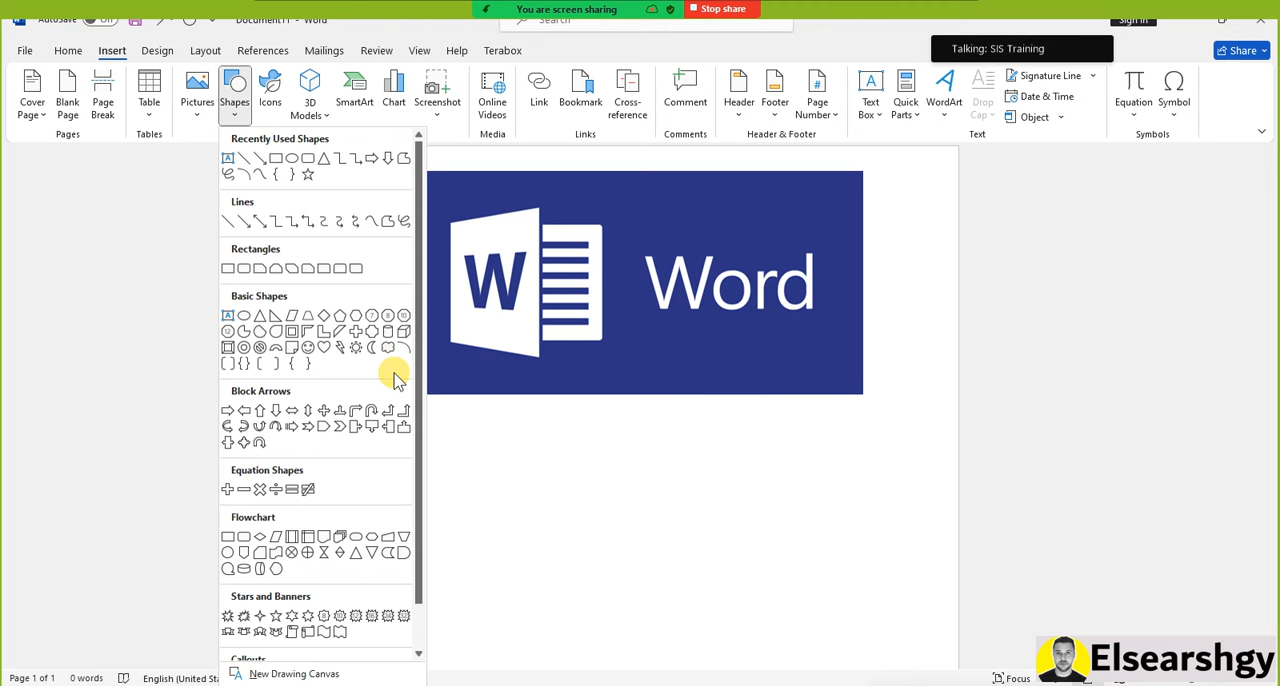 You are screen sharing Stop share
AutoSave Off Document11 - Word Search Sign in
File Home Insert Design Layout References Mailings Review View Help Terabox Talking: SIS Training Share
Cover Page Blank Page Page Break Table Pictures Shapes Icons 3D Models SmartArt Chart Screenshot Online Videos Link Bookmark Cross-reference Comment Header Footer Page Number Text Box Quick Parts WordArt Drop Cap Signature Line Date & Time Object Equation Symbol
Pages Tables Media Links Comments Header & Footer Text Symbols
Recently Used Shapes
Lines
Rectangles
Basic Shapes
Block Arrows
Equation Shapes
Flowchart
Stars and Banners
Callouts
New Drawing Canvas
W Word
Elsearshgy
Page 1 of 1 0 words English (United Sta Focus